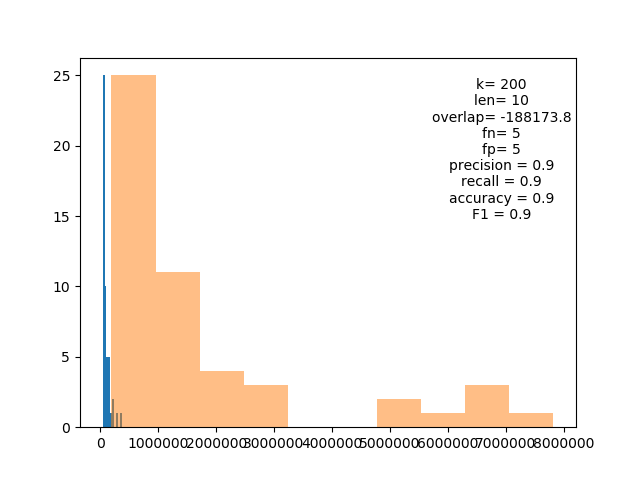 25
20
15
10
5
0
k= 200
len= 10
overlap= -188173.8
fn= 5
fp= 5
precision = 0.9
recall = 0.9
accuracy = 0.9
F1 = 0.9
0 1000000 2000000 3000000 4000000 5000000 6000000 7000000 8000000